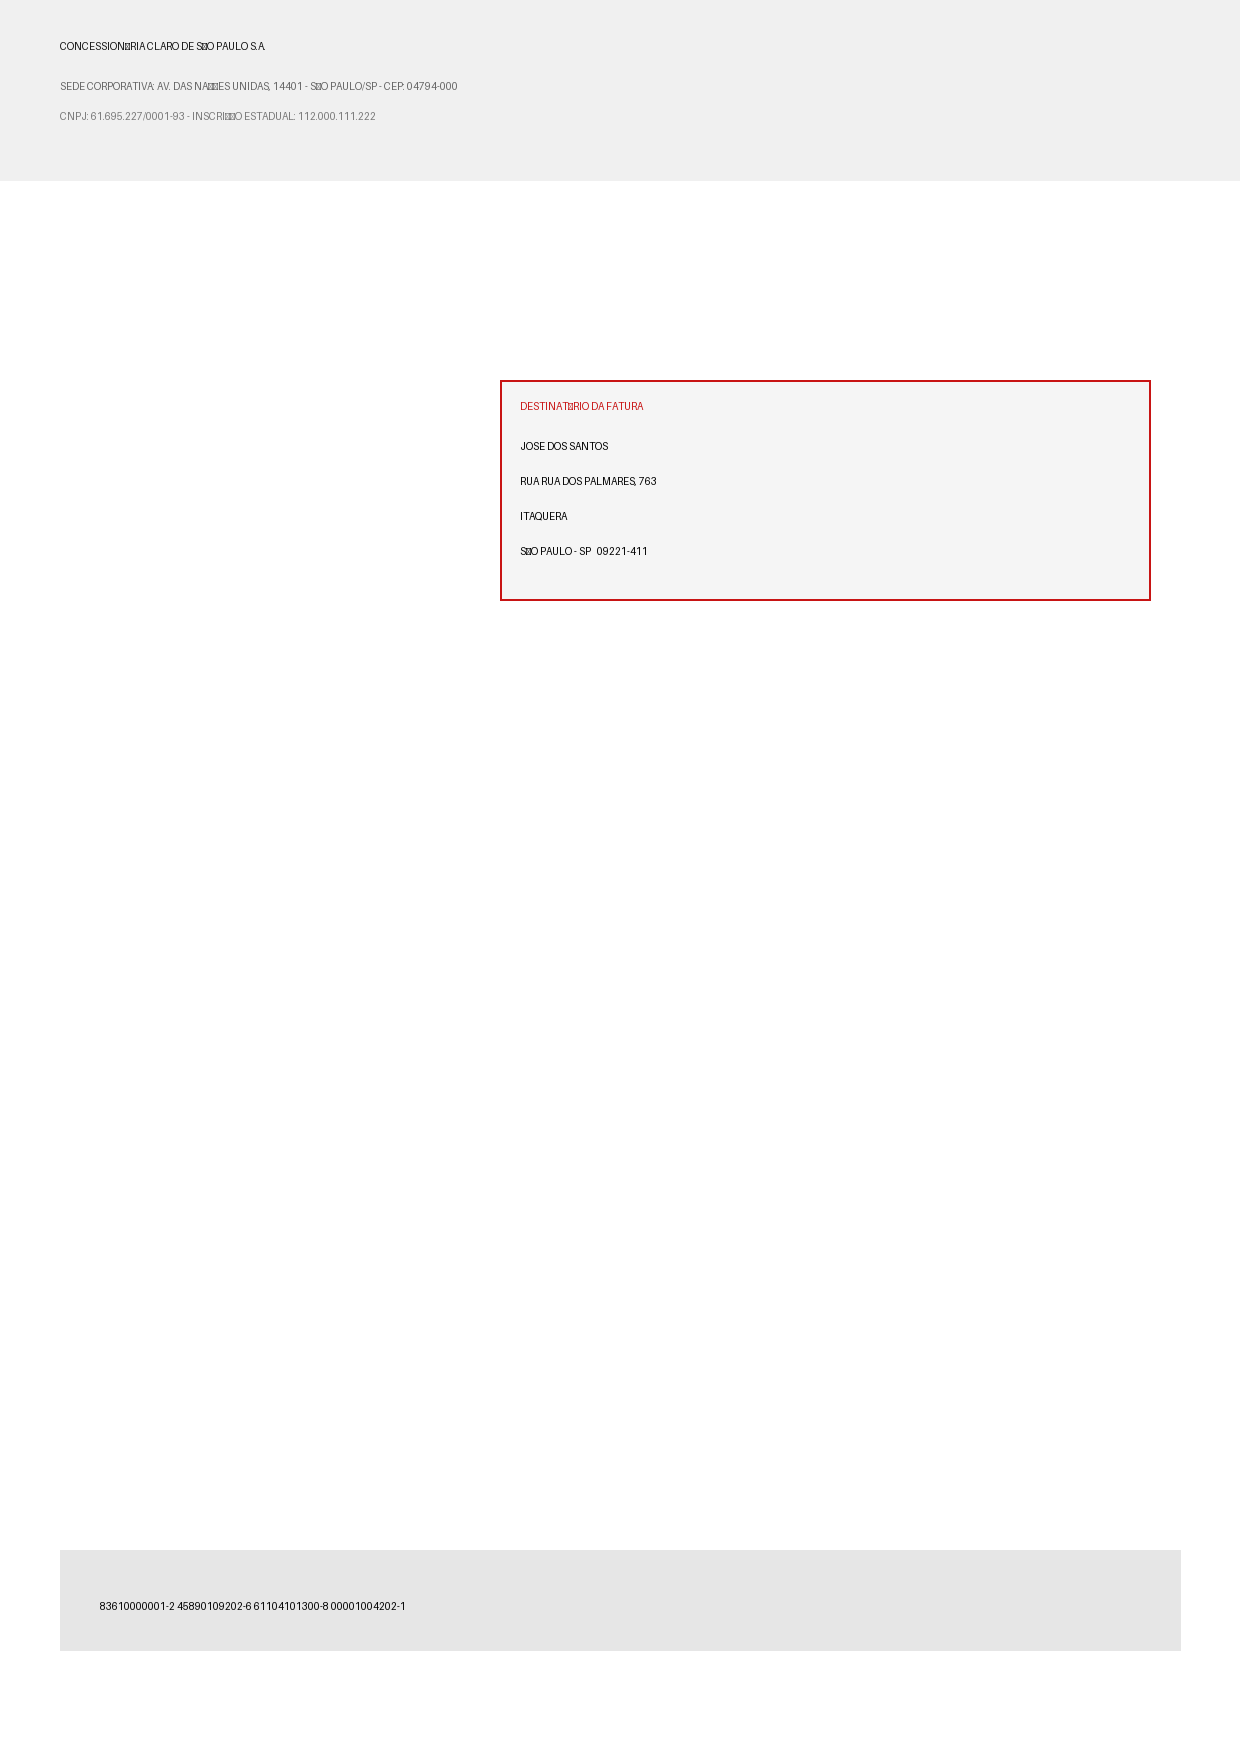 CONCESSION☒RIA CLARO DE S☒O PAULO S.A.
SEDE CORPORATIVA: AV. DAS NA☒☒ES UNIDAS, 14401 - S☒O PAULO/SP - CEP: 04794-000
CNPJ: 61.695.227/0001-93 - INSCRI☒☒O ESTADUAL: 112.000.111.222
DESTINAT☒RIO DA FATURA
JOSE DOS SANTOS
RUA RUA DOS PALMARES, 763
ITAQUERA
S☒O PAULO - SP 09221-411
83610000001-2 45890109202-6 61104101300-8 00001004202-1